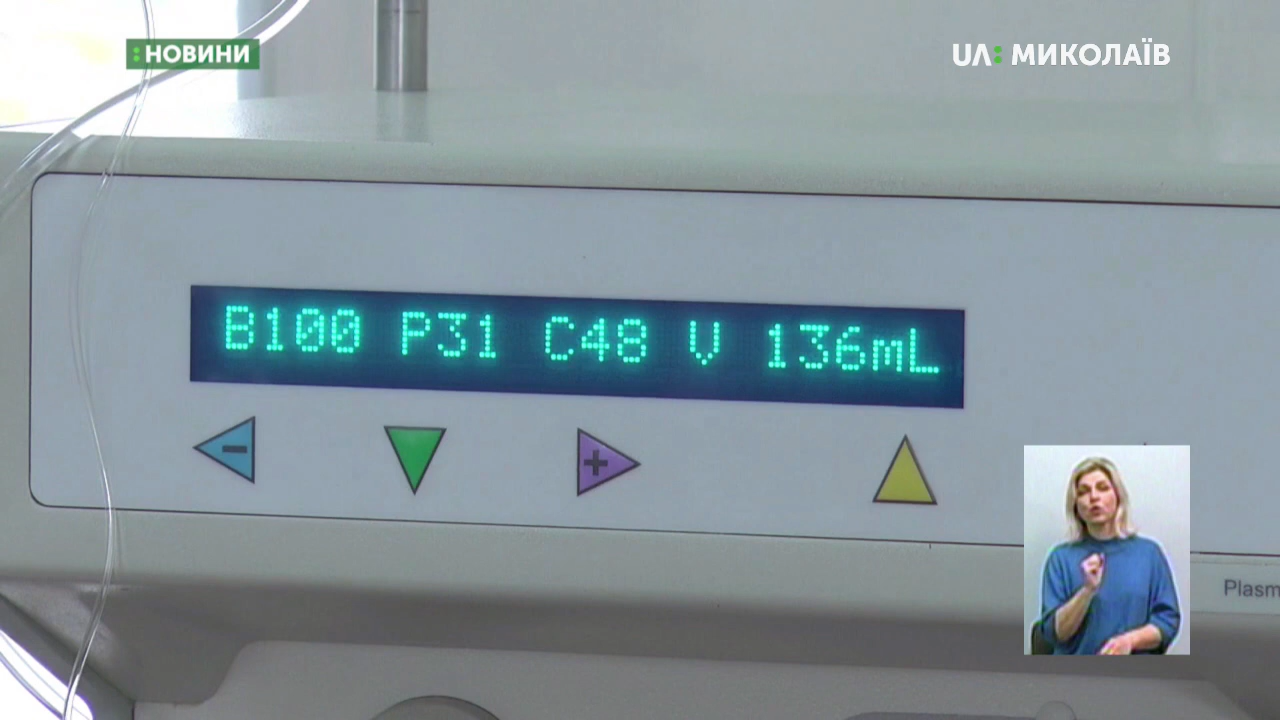 :НОВИНИ
UA: МИКОЛАЇВ
B100 P31 C48 V 136mL
- +
Plasm